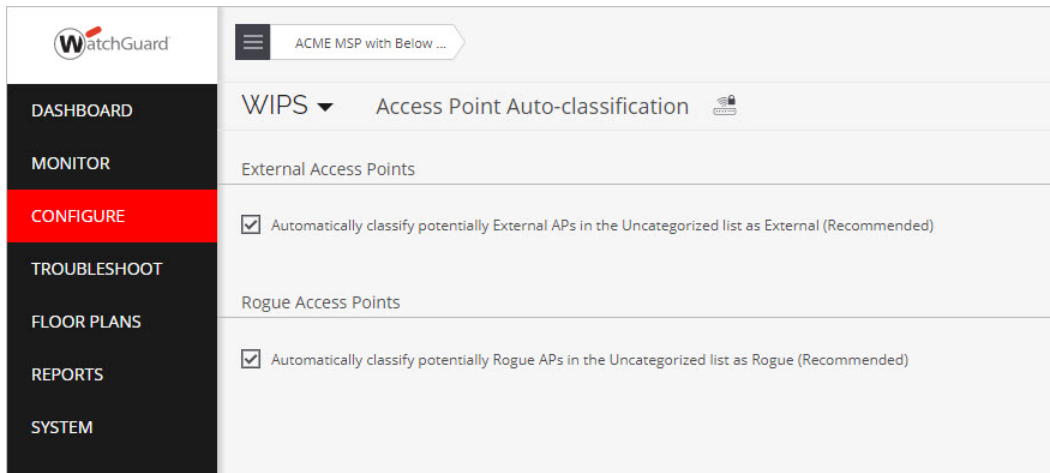 WatchGuard
ACME MSP with Below ...
DASHBOARD
MONITOR
CONFIGURE
TROUBLESHOOT
FLOOR PLANS
REPORTS
SYSTEM
WIPS Access Point Auto-classification
External Access Points
Automatically classify potentially External APs in the Uncategorized list as External (Recommended)
Rogue Access Points
Automatically classify potentially Rogue APs in the Uncategorized list as Rogue (Recommended)